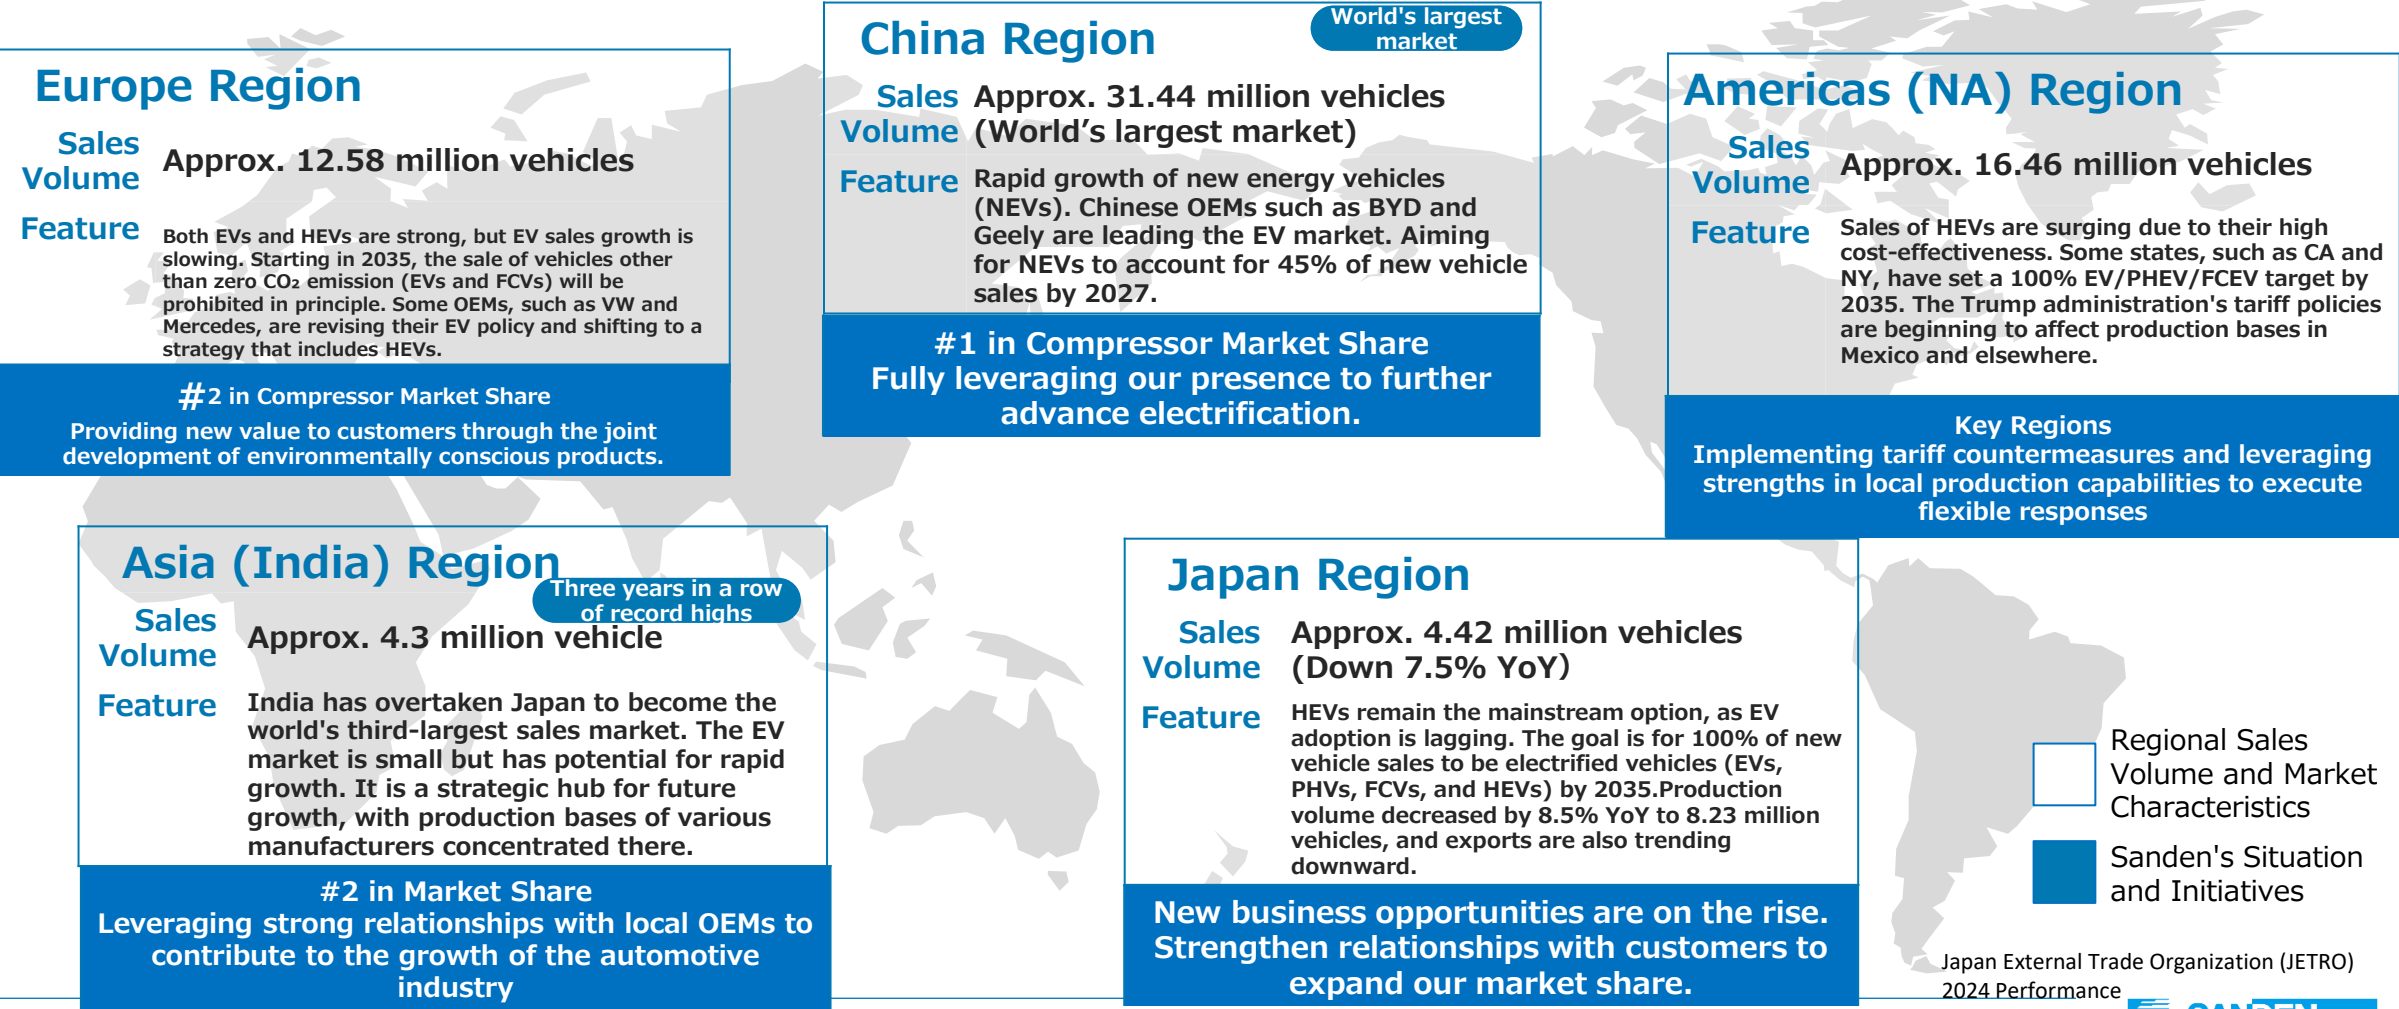 Europe Region
Sales
Volume
Approx. 12.58 million vehicles
Feature
Both EVs and HEVs are strong, but EV sales growth is
slowing. Starting in 2035, the sale of vehicles other
than zero CO₂ emission (EVs and FCVs) will be
prohibited in principle. Some OEMs, such as VW and
Mercedes, are revising their EV policy and shifting to a
strategy that includes HEVs.
#2 in Compressor Market Share
Providing new value to customers through the joint
development of environmentally conscious products.
China Region
World's largest
market
Sales
Volume
Approx. 31.44 million vehicles
(World’s largest market)
Feature
Rapid growth of new energy vehicles
(NEVs). Chinese OEMs such as BYD and
Geely are leading the EV market. Aiming
for NEVs to account for 45% of new vehicle
sales by 2027.
#1 in Compressor Market Share
Fully leveraging our presence to further
advance electrification.
Americas (NA) Region
Sales
Volume
Approx. 16.46 million vehicles
Feature
Sales of HEVs are surging due to their high
cost-effectiveness. Some states, such as CA and
NY, have set a 100% EV/PHEV/FCEV target by
2035. The Trump administration's tariff policies
are beginning to affect production bases in
Mexico and elsewhere.
Key Regions
Implementing tariff countermeasures and leveraging
strengths in local production capabilities to execute
flexible responses
Asia (India) Region
Three years in a row
of record highs
Sales
Volume
Approx. 4.3 million vehicle
Feature
India has overtaken Japan to become the
world's third-largest sales market. The EV
market is small but has potential for rapid
growth. It is a strategic hub for future
growth, with production bases of various
manufacturers concentrated there.
#2 in Market Share
Leveraging strong relationships with local OEMs to
contribute to the growth of the automotive
industry
Japan Region
Sales
Volume
Approx. 4.42 million vehicles
(Down 7.5% YoY)
Feature
HEVs remain the mainstream option, as EV
adoption is lagging. The goal is for 100% of new
vehicle sales to be electrified vehicles (EVs,
PHVs, FCVs, and HEVs) by 2035.Production
volume decreased by 8.5% YoY to 8.23 million
vehicles, and exports are also trending
downward.
New business opportunities are on the rise.
Strengthen relationships with customers to
expand our market share.
Regional Sales
Volume and Market
Characteristics
Sanden's Situation
and Initiatives
Japan External Trade Organization (JETRO)
2024 Performance
SANDEN